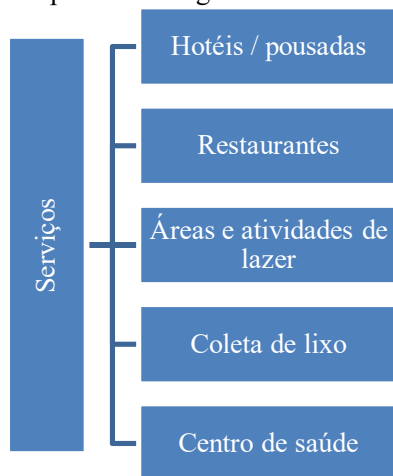 Serviços
Hotéis / pousadas
Restaurantes
Áreas e atividades de
lazer
Coleta de lixo
Centro de saúde